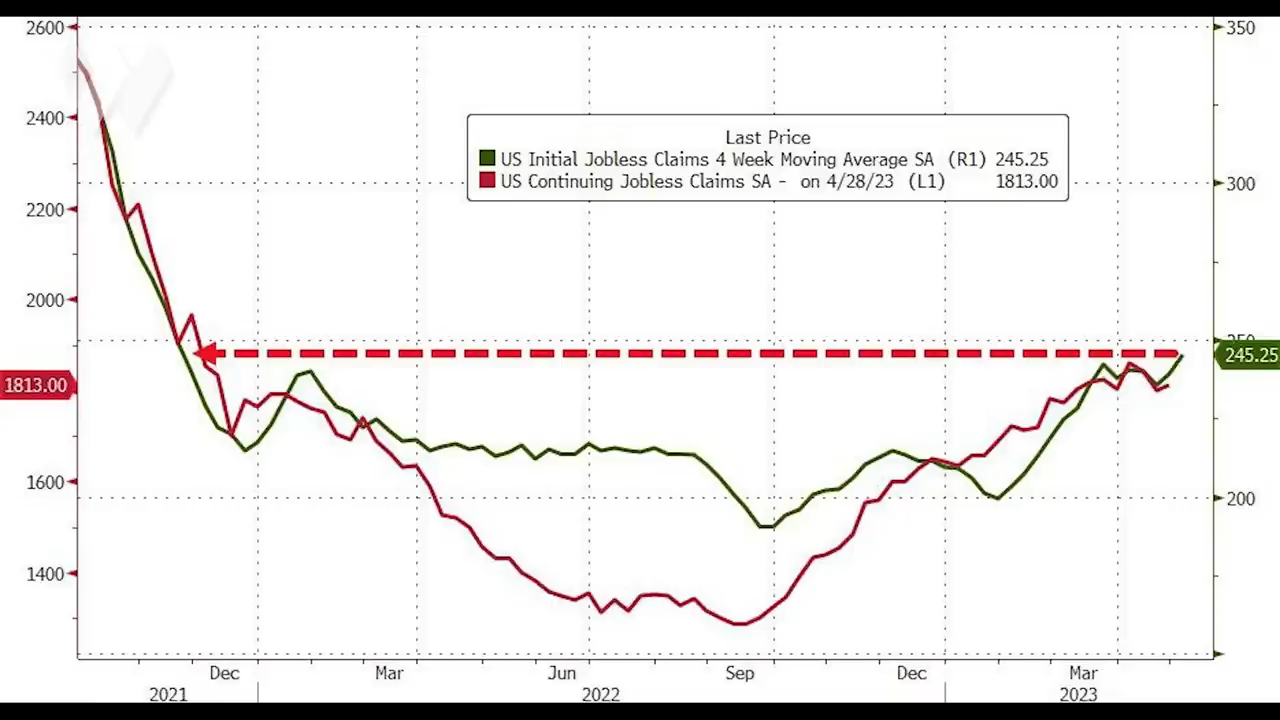 2600
350
2400
Last Price
US Initial Jobless Claims 4 Week Moving Average SA (R1) 245.25
US Continuing Jobless Claims SA - on 4/28/23 (L1) 1813.00
300
2200
2000
250
245.25
1813.00
1600
200
1400
Dec Mar Jun Sep Dec Mar
2021 2022 2023